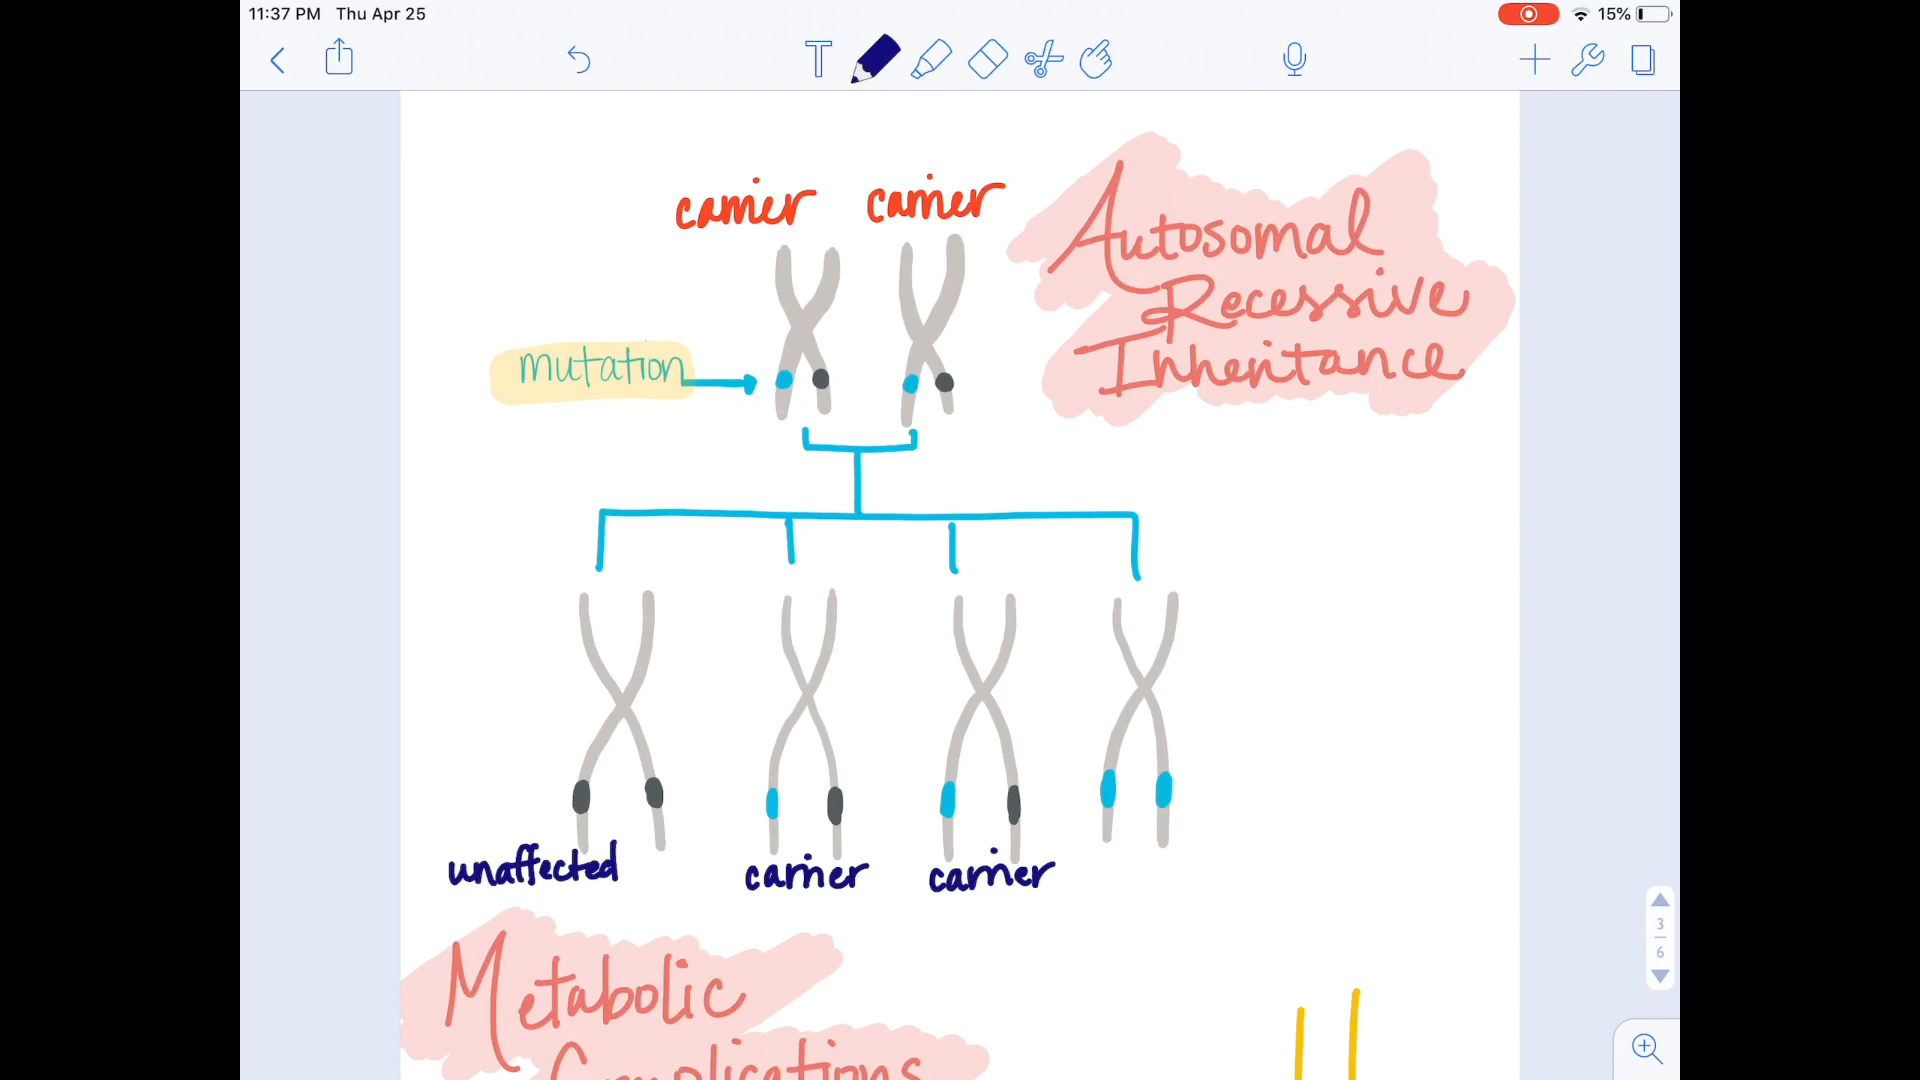 11:37 PM Thu Apr 25
15%
T
carrier carrier
Autosomal
Recessive
Inheritance
mutation
unaffected carrier carrier
3
6
Metabolic
Complications